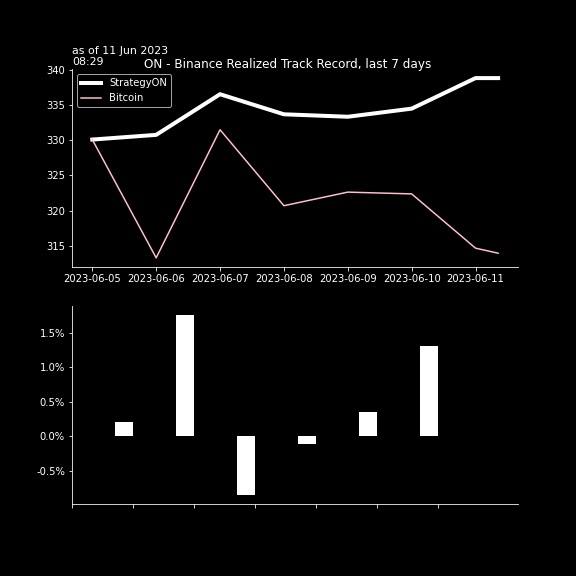 as of 11 Jun 2023
08:29
ON - Binance Realized Track Record, last 7 days
StrategyON
Bitcoin
340
335
330
325
320
315
2023-06-05 2023-06-06 2023-06-07 2023-06-08 2023-06-09 2023-06-10 2023-06-11
1.5%
1.0%
0.5%
0.0%
-0.5%